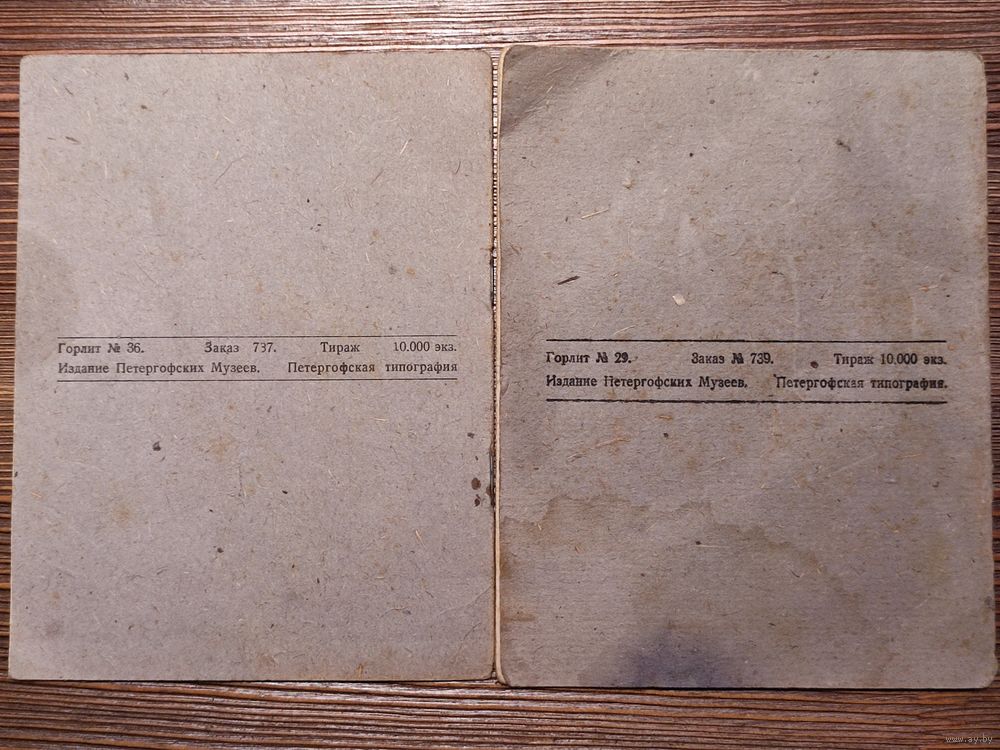 Горлит № 36. Заказ 737. Тираж 10.000 экз.
Издание Петергофских Музеев. Петергофская типография
Горлит № 29. Заказ № 739. Тираж 10.000 экз.
Издание Петергофских Музеев. Петергофская типография.
www.ay.by